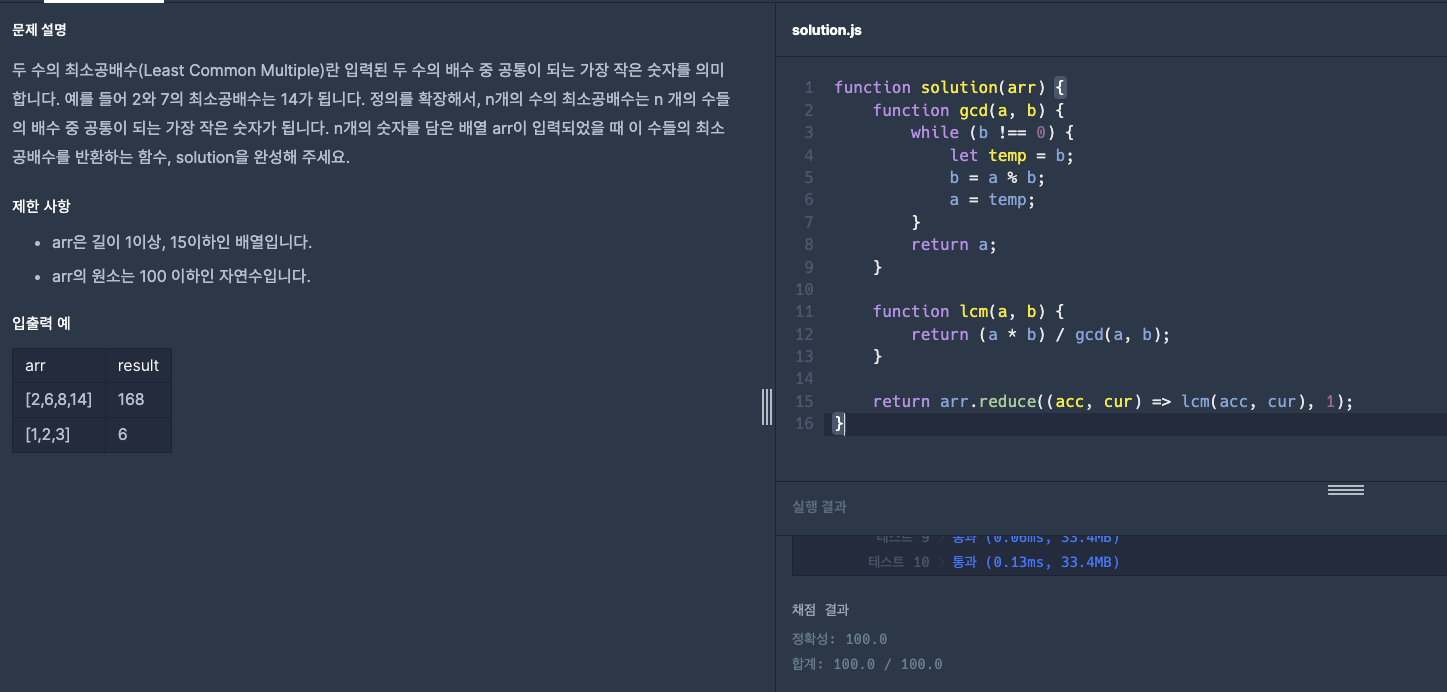 문제 설명
두 수의 최소공배수(Least Common Multiple)란 입력된 두 수의 배수 중 공통이 되는 가장 작은 숫자를 의미
합니다. 예를 들어 2와 7의 최소공배수는 14가 됩니다. 정의를 확장해서, n개의 수의 최소공배수는 n 개의 수들
의 배수 중 공통이 되는 가장 작은 숫자가 됩니다. n개의 숫자를 담은 배열 arr이 입력되었을 때 이 수들의 최소
공배수를 반환하는 함수, solution을 완성해 주세요.
제한 사항
• arr은 길이 1이상, 15이하인 배열입니다.
• arr의 원소는 100 이하인 자연수입니다.
입출력 예
arr result
[2,6,8,14] 168
[1,2,3] 6
solution.js
1 function solution(arr) {
2     function gcd(a, b) {
3         while (b !== 0) {
4             let temp = b;
5             b = a % b;
6             a = temp;
7         }
8         return a;
9     }
10
11     function lcm(a, b) {
12         return (a * b) / gcd(a, b);
13     }
14
15     return arr.reduce((acc, cur) => lcm(acc, cur), 1);
16 }
실행 결과
테스트 9 〉 통과 (0.06ms, 33.4MB)
테스트 10 〉 통과 (0.13ms, 33.4MB)
채점 결과
정확성: 100.0
합계: 100.0 / 100.0